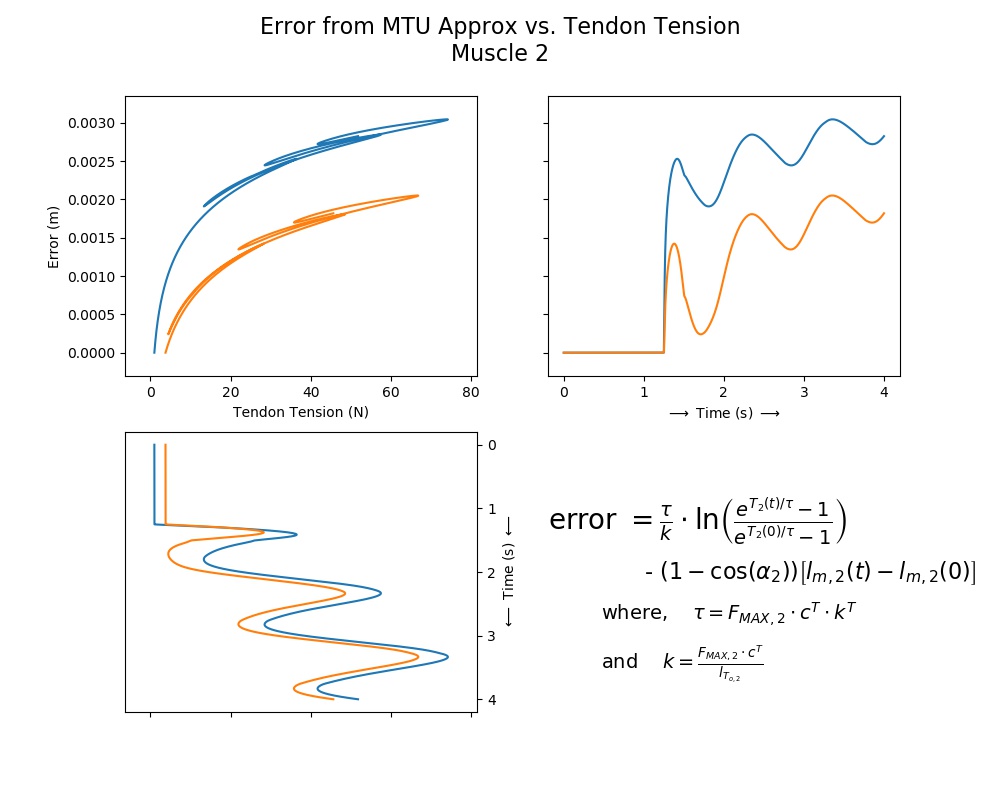 Error from MTU Approx vs. Tendon Tension
Muscle 2
0.0030
0.0025
0.0020
0.0015
0.0010
0.0005
0.0000
Error (m)
0 20 40 60 80
Tendon Tension (N)
0 1 2 3 4
⟶ Time (s) ⟶
0
1
2
3
4
⟵ Time (s) ⟵
error = τ/k · ln((e^{T₂(t)/τ} − 1)/(e^{T₂(0)/τ} − 1))
- (1 − cos(α₂))[l_{m,2}(t) − l_{m,2}(0)]
where, τ = F_{MAX,2} · c^T · k^T
and k = F_{MAX,2} · c^T / l_{T_{o,2}}